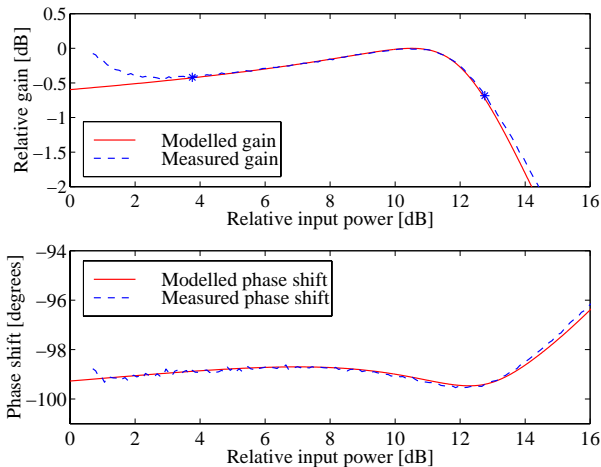 Relative gain [dB]
0.5
0
−0.5
−1
−1.5
−2
Modelled gain
Measured gain
0 2 4 6 8 10 12 14 16
Relative input power [dB]
Phase shift [degrees]
−94
−96
−98
−100
Modelled phase shift
Measured phase shift
0 2 4 6 8 10 12 14 16
Relative input power [dB]